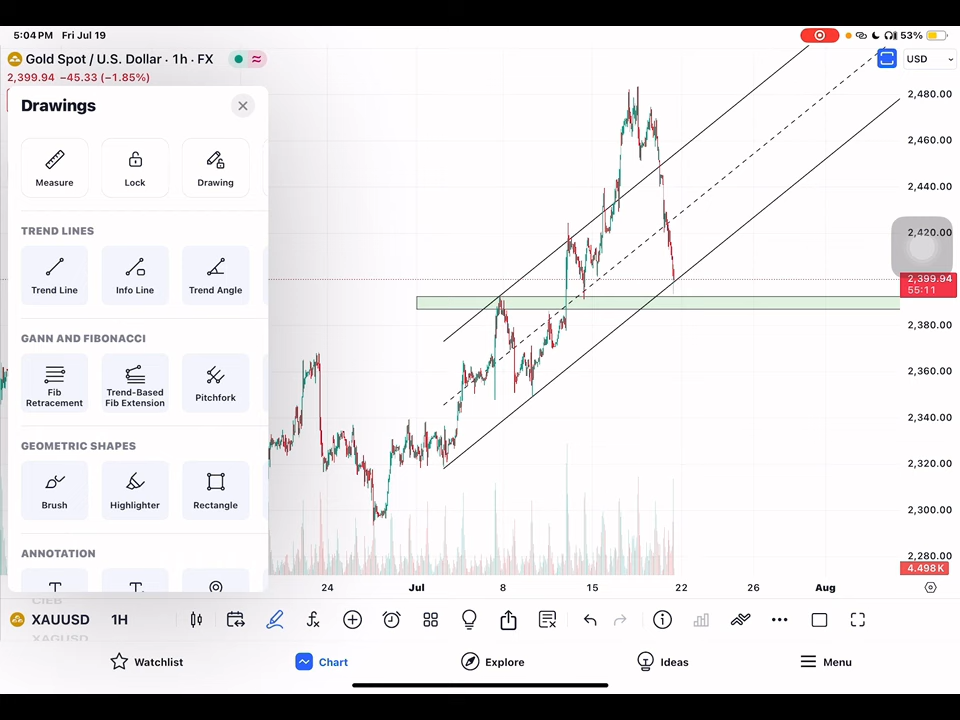 5:04 PM Fri Jul 19
53%
Gold Spot / U.S. Dollar · 1h · FX
USD
2,399.94 −45.33 (−1.85%)
Drawings
Measure
Lock
Drawing
TREND LINES
Trend Line
Info Line
Trend Angle
GANN AND FIBONACCI
Fib Retracement
Trend-Based Fib Extension
Pitchfork
GEOMETRIC SHAPES
Brush
Highlighter
Rectangle
ANNOTATION
2,480.00
2,460.00
2,440.00
2,420.00
2,399.94
55:11
2,380.00
2,360.00
2,340.00
2,320.00
2,300.00
2,280.00
4.498 K
24
Jul
8
15
22
26
Aug
XAUUSD
1H
XAGUSD
Watchlist
Chart
Explore
Ideas
Menu